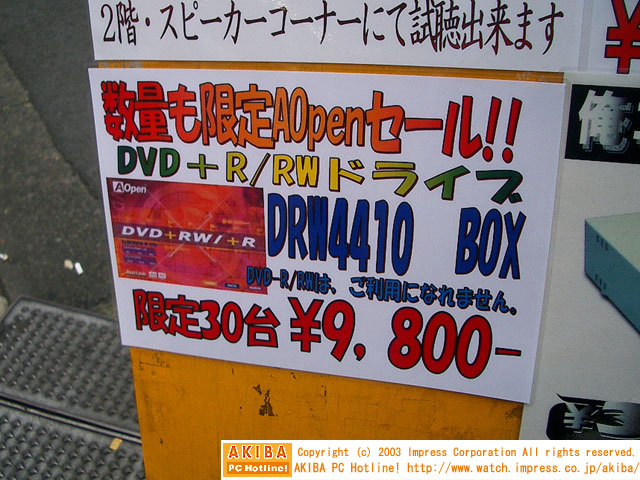 2階・スピーカーコーナーにて試聴出来ます
¥
数量も限定AOpenセール!!
俺
DVD+R/RWドライブ
AOpen
DVD+RW/+R
DRW4410 BOX
DVD-R/RWは、ご利用になれません。
限定30台 ¥9,800-
AKIBA
PC Hotline!
Copyright (c) 2003 Impress Corporation All rights reserved.
AKIBA PC Hotline! http://www.watch.impress.co.jp/akiba/